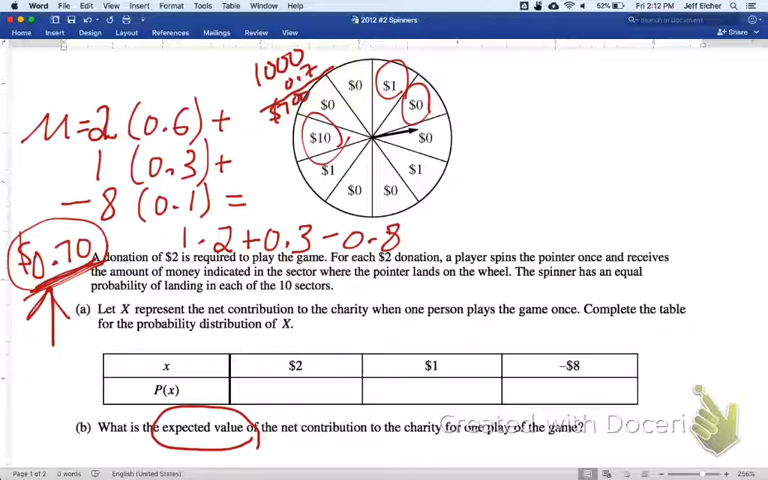 Word File Edit View Insert Format Tools Table Window Help 52% Fri 2:12 PM Jeff Eicher
2012 #2 Spinners Search in Document
Home Insert Design Layout References Mailings Review View Share
1000
0.7
$700
$0 $1
$0 $0
$10 $0
$1 $1
$0 $0
M=2(0.6)+
1(0.3)+
-8(0.1)=
1.2+0.3-0.8
$0.70
A donation of $2 is required to play the game. For each $2 donation, a player spins the pointer once and receives
the amount of money indicated in the sector where the pointer lands on the wheel. The spinner has an equal
probability of landing in each of the 10 sectors.
(a) Let X represent the net contribution to the charity when one person plays the game once. Complete the table
for the probability distribution of X.
x $2 $1 –$8
P(x)
(b) What is the expected value of the net contribution to the charity for one play of the game?
Created with Doceri
Page 1 of 2 0 words English (United States) 256%